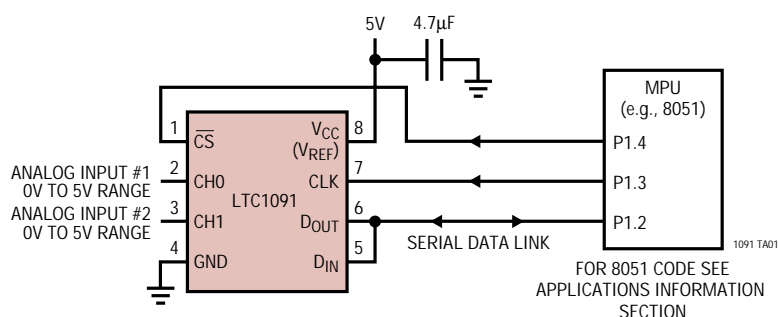 5V
4.7µF
MPU
(e.g., 8051)
1
CS
VCC
(VREF)
8
P1.4
ANALOG INPUT #1
0V TO 5V RANGE
2
CH0
CLK
7
P1.3
LTC1091
ANALOG INPUT #2
0V TO 5V RANGE
3
CH1
DOUT
6
P1.2
SERIAL DATA LINK
4
GND
DIN
5
1091 TA01
FOR 8051 CODE SEE
APPLICATIONS INFORMATION
SECTION